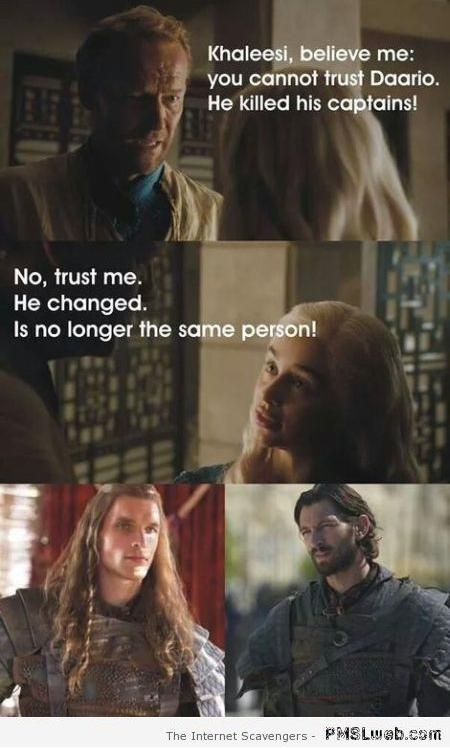 Khaleesi, believe me:
you cannot trust Daario.
He killed his captains!
No, trust me.
He changed.
Is no longer the same person!
The Internet Scavengers - PMSLweb.com